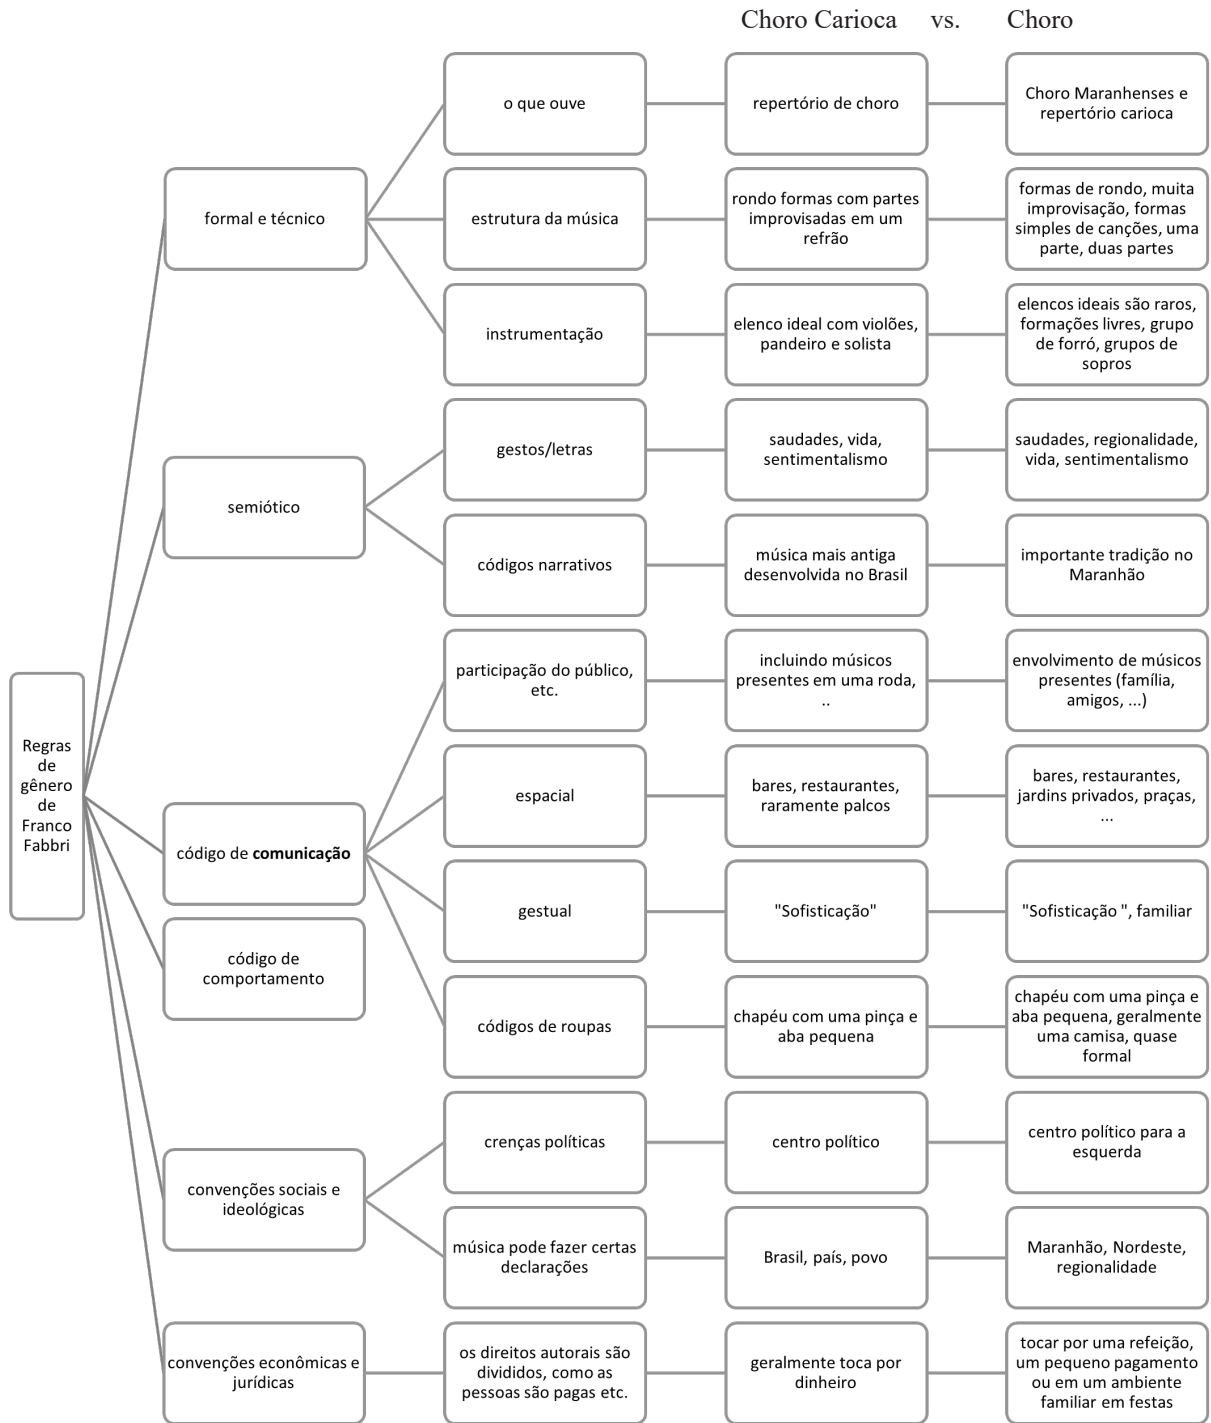 Choro Carioca vs. Choro
o que ouve
repertório de choro
Choro Maranhenses e
repertório carioca
formal e técnico
estrutura da música
rondo formas com partes
improvisadas em um
refrão
formas de rondo, muita
improvisação, formas
simples de canções, uma
parte, duas partes
instrumentação
elenco ideal com violões,
pandeiro e solista
elencos ideais são raros,
formações livres, grupo
de forró, grupos de
sopros
semiótico
gestos/letras
saudades, vida,
sentimentalismo
saudades, regionalidade,
vida, sentimentalismo
códigos narrativos
música mais antiga
desenvolvida no Brasil
importante tradição no
Maranhão
Regras
de
gênero
de
Franco
Fabbri
código de comunicação
participação do público,
etc.
incluindo músicos
presentes em uma roda,
..
envolvimento de músicos
presentes (família,
amigos, ...)
espacial
bares, restaurantes,
raramente palcos
bares, restaurantes,
jardins privados, praças,
...
gestual
"Sofisticação"
"Sofisticação ", familiar
código de
comportamento
códigos de roupas
chapéu com uma pinça e
aba pequena
chapéu com uma pinça e
aba pequena, geralmente
uma camisa, quase
formal
convenções sociais e
ideológicas
crenças políticas
centro político
centro político para a
esquerda
música pode fazer certas
declarações
Brasil, país, povo
Maranhão, Nordeste,
regionalidade
convenções econômicas e
jurídicas
os direitos autorais são
divididos, como as
pessoas são pagas etc.
geralmente toca por
dinheiro
tocar por uma refeição,
um pequeno pagamento
ou em um ambiente
familiar em festas